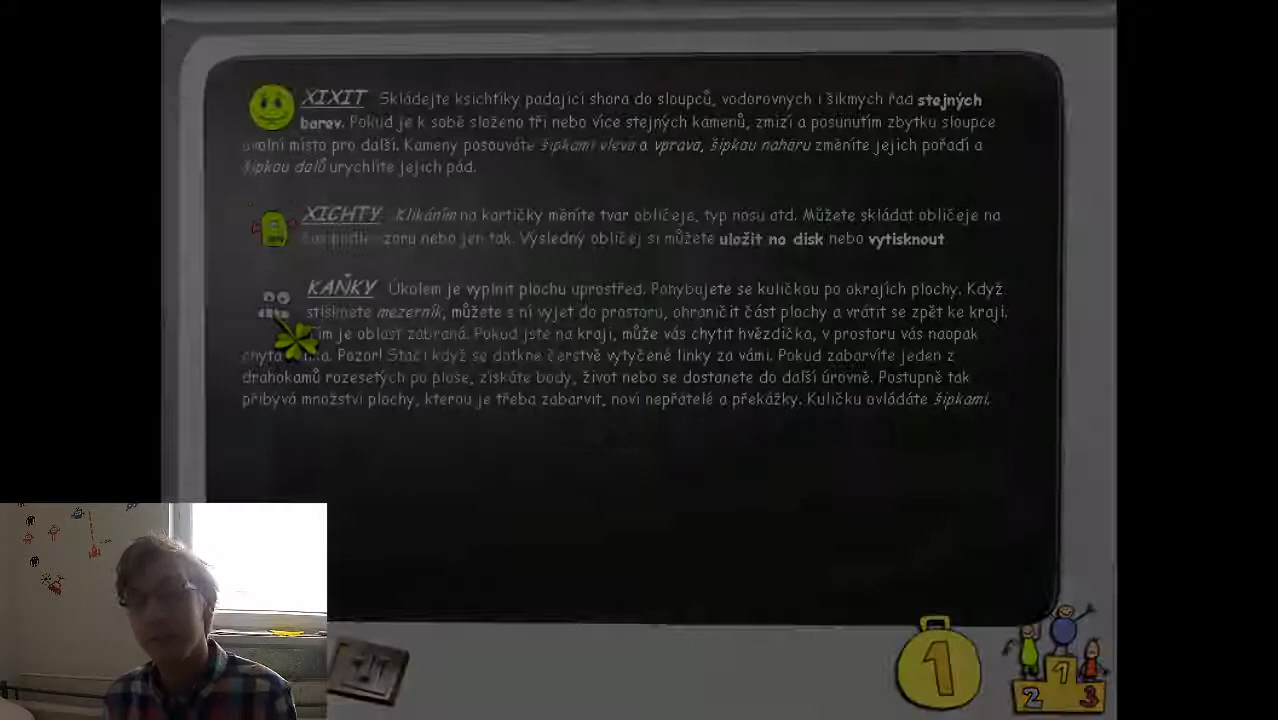 XIXIT Skládejte ksichtíky padající shora do sloupců, vodorovnych i šikmych řad stejných
barev. Pokud je k sobě složeno tři nebo více stejných kamenů, zmizí a posunutím zbytku sloupce
uvolní místo pro další. Kameny posouváte šipkami vlevo a vpravo, šipkou nahoru změníte jejich pořadí a
šipkou dolů urychlíte jejich pád.
XICHTY Klikáním na kartičky měníte tvar obličeje, typ nosu atd. Můžete skládat obličeje na
zoru nebo jen tak. Výsledný obličej si můžete uložit na disk nebo vytisknout
KAŇKY Úkolem je vyplnit plochu uprostřed. Pohybujete se kuličkou po okrajích plochy. Když
stisknete mezerník, můžete s ní vyjet do prostoru, ohraničit část plochy a vrátit se zpět ke kraji.
Tím je oblast zabraná. Pokud jste na kraji, může vás chytit hvězdička, v prostoru vás naopak
chytá Pozor! Stačí když se dotkne čerstvě vytyčené linky za vámi. Pokud zabarvíte jeden z
drahokamů rozesetých po ploše, získáte body, život nebo se dostanete do další úrovně. Postupně tak
přibývá množství plochy, kterou je třeba zabarvit, noví nepřátelé a překážky. Kuličku ovládáte šipkami.
1
1
2 3